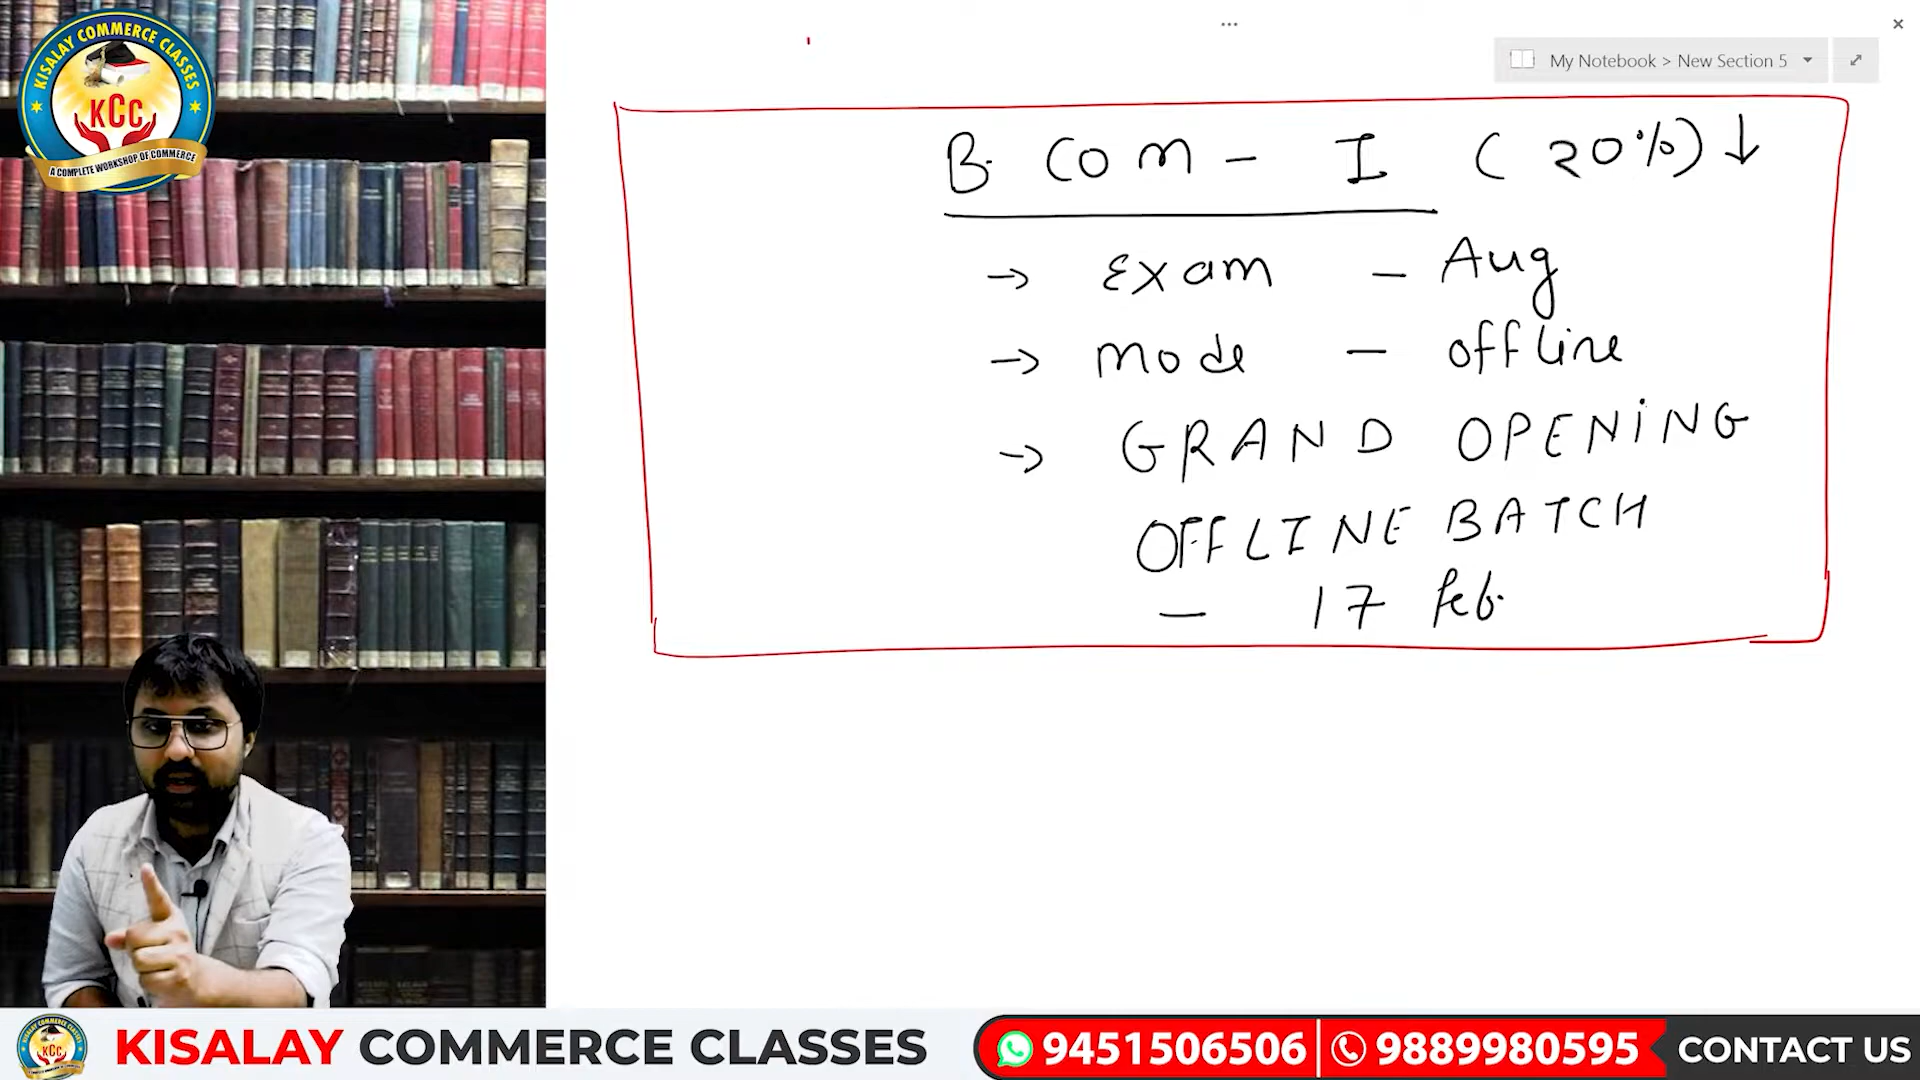 KISALAY COMMERCE CLASSES
KCC
A COMPLETE WORKSHOP OF COMMERCE
My Notebook > New Section 5
B. COM - I (20%) ↓
→ Exam - Aug
→ Mode - offline
→ GRAND OPENING
OFFLINE BATCH
- 17 feb.
KCC
KISALAY COMMERCE CLASSES
9451506506 | 9889980595 CONTACT US